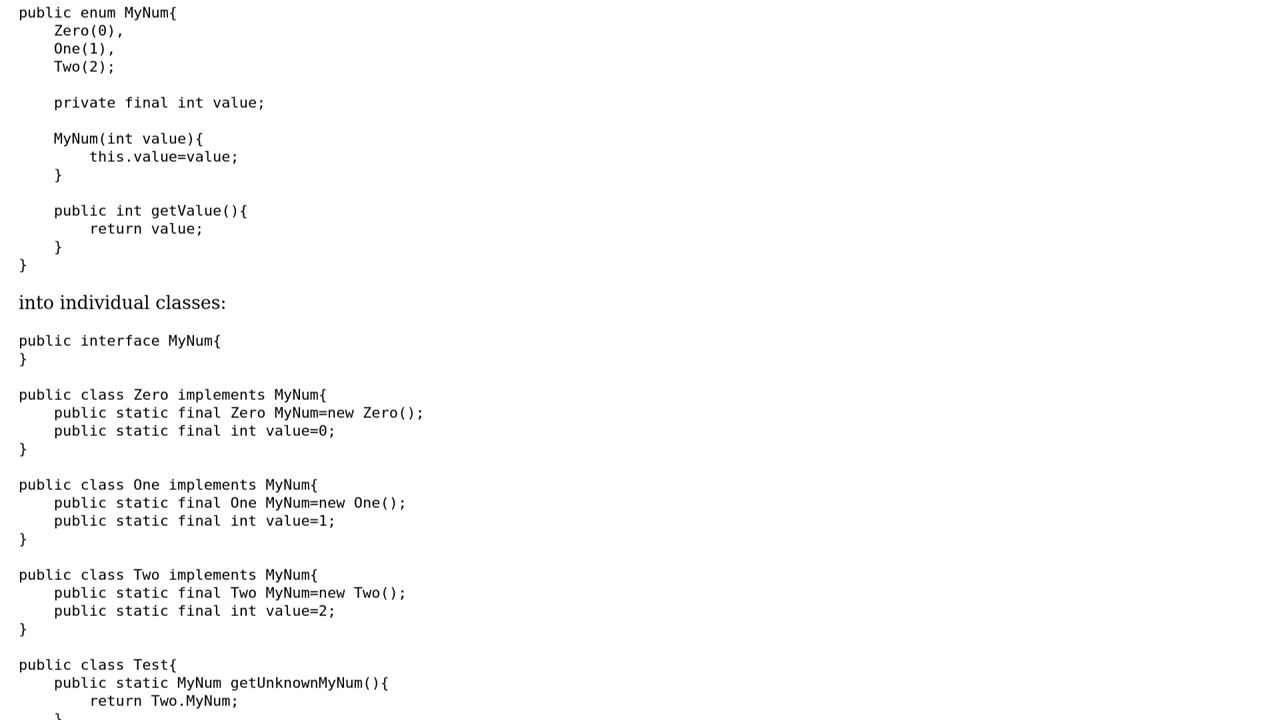 public enum MyNum{
    Zero(0),
    One(1),
    Two(2);

    private final int value;

    MyNum(int value){
        this.value=value;
    }

    public int getValue(){
        return value;
    }
}

into individual classes:

public interface MyNum{
}

public class Zero implements MyNum{
    public static final Zero MyNum=new Zero();
    public static final int value=0;
}

public class One implements MyNum{
    public static final One MyNum=new One();
    public static final int value=1;
}

public class Two implements MyNum{
    public static final Two MyNum=new Two();
    public static final int value=2;
}

public class Test{
    public static MyNum getUnknownMyNum(){
        return Two.MyNum;
    }